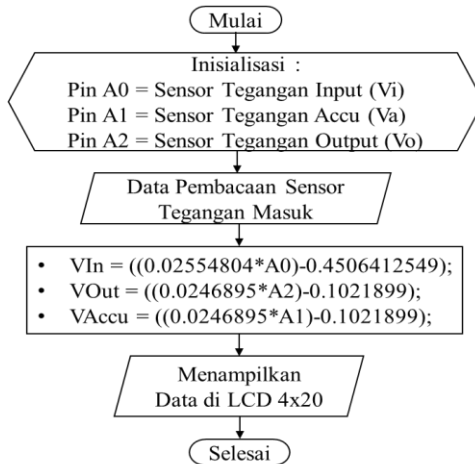 Mulai
Inisialisasi :
Pin A0 = Sensor Tegangan Input (Vi)
Pin A1 = Sensor Tegangan Accu (Va)
Pin A2 = Sensor Tegangan Output (Vo)
Data Pembacaan Sensor
Tegangan Masuk
• VIn = ((0.02554804*A0)-0.4506412549);
• VOut = ((0.0246895*A2)-0.1021899);
• VAccu = ((0.0246895*A1)-0.1021899);
Menampilkan
Data di LCD 4x20
Selesai